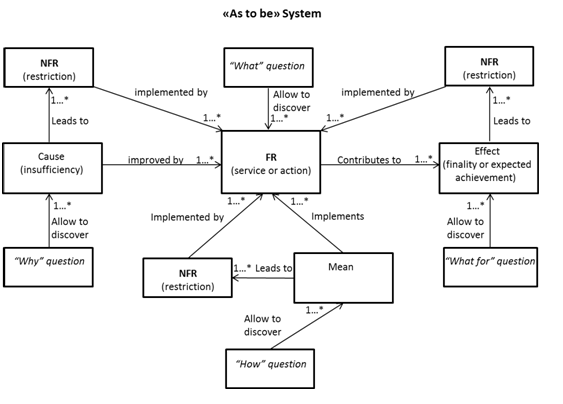 «As to be» System
NFR
(restriction)
"What" question
NFR
(restriction)
implemented by
implemented by
1...*
Allow to
discover
1...*
1...*
1...*
1...*
1...*
Leads to
Leads to
Cause
(insufficiency)
improved by
1...*
FR
(service or action)
Contributes to
1...*
Effect
(finality or expected
achievement)
1...*
1...*
1...*
1...*
Allow to
discover
Implemented by
Implements
Allow to
discover
"Why" question
NFR
(restriction)
1...*
Leads to
Mean
"What for" question
1...*
Allow to
discover
"How" question